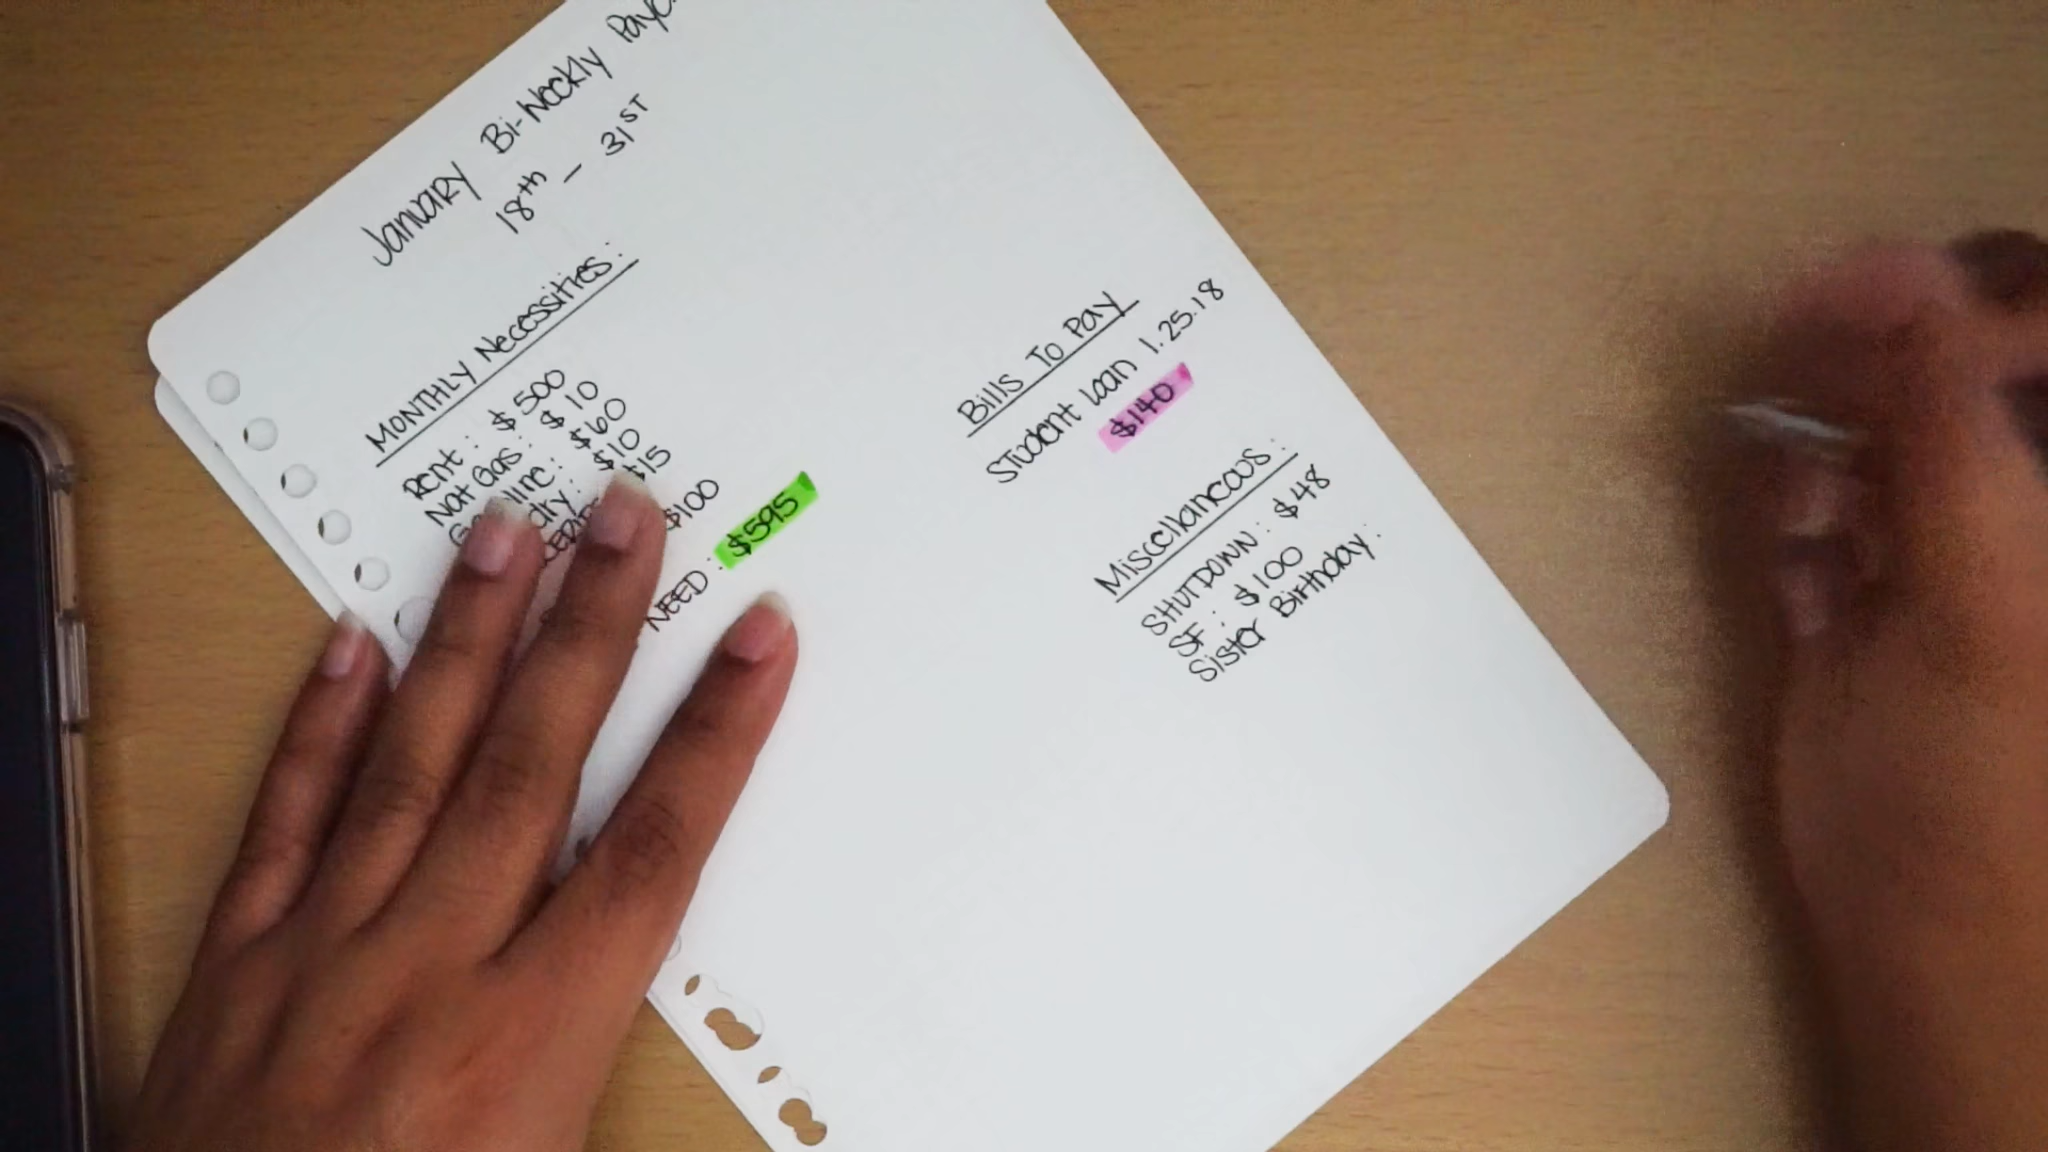 January Bi-Weekly
18th - 31ST
MONTHLY Necessities:
Rent: $500
Nat Gas: $10
$60
$10
$15
$100
NEED: $595
Bills To Pay
Student Loan 1.25.18
$140
Miscellaneous:
SHUTDOWN: $48
SF: $100
Sister Birthday: